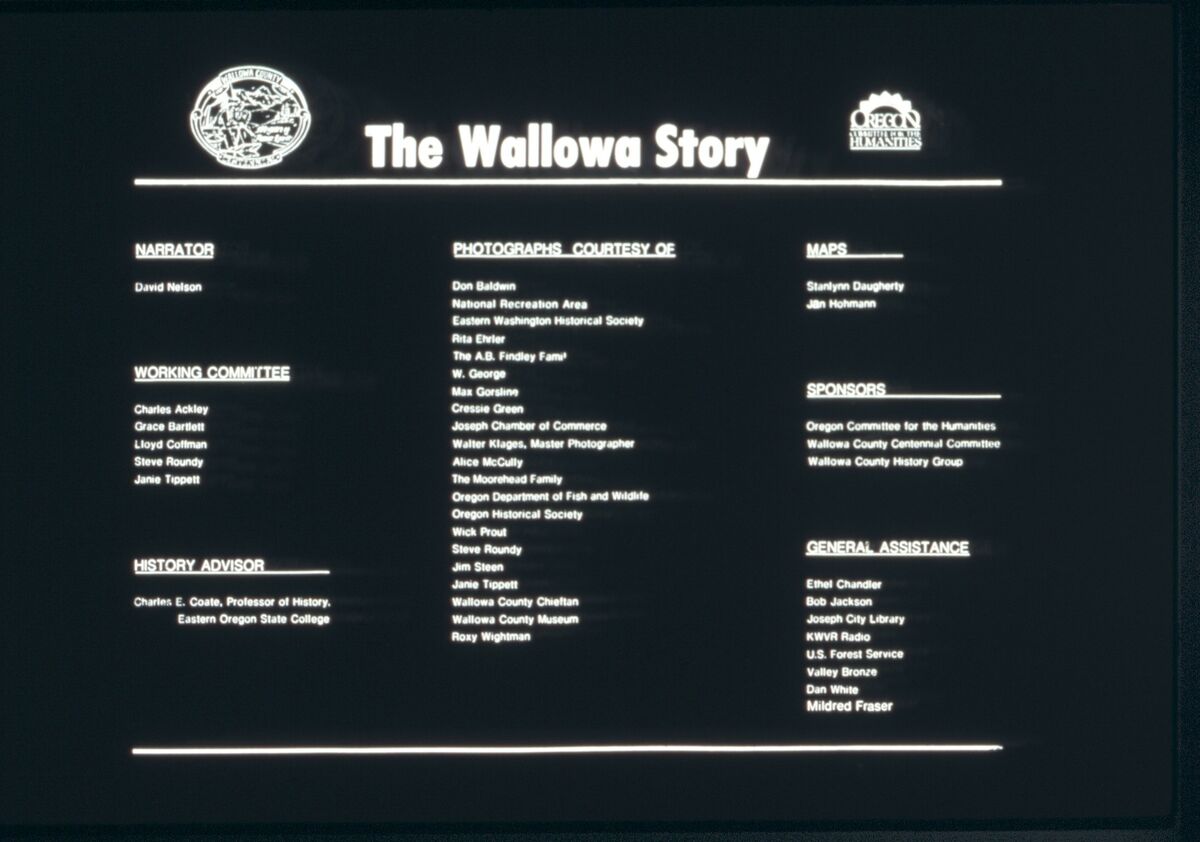 WALLOWA COUNTY
The Wallowa Story
OREGON
COMMITTEE FOR THE
HUMANITIES
NARRATOR
David Nelson
WORKING COMMITTEE
Charles Ackley
Grace Bartlett
Lloyd Coffman
Steve Roundy
Janie Tippett
HISTORY ADVISOR
Charles E. Coate, Professor of History,
Eastern Oregon State College
PHOTOGRAPHS COURTESY OF
Don Baldwin
National Recreation Area
Eastern Washington Historical Society
Rita Ehrler
The A.B. Findley
W. George
Max Gorsline
Cressie Green
Joseph Chamber of Commerce
Walter Klages, Master Photographer
Alice McCully
The Moorehead Family
Oregon Department of Fish and Wildlife
Oregon Historical Society
Wick Prout
Steve Roundy
Jim Steen
Janie Tippett
Wallowa County Chieftan
Wallowa County Museum
Roxy Wightman
MAPS
Stanlynn Daugherty
Jan Hohmann
SPONSORS
Oregon Committee for the Humanities
Wallowa County Centennial Committee
Wallowa County History Group
GENERAL ASSISTANCE
Ethel Chandler
Bob Jackson
Joseph City Library
KWVR Radio
U.S. Forest Service
Valley Bronze
Dan White
Mildred Fraser